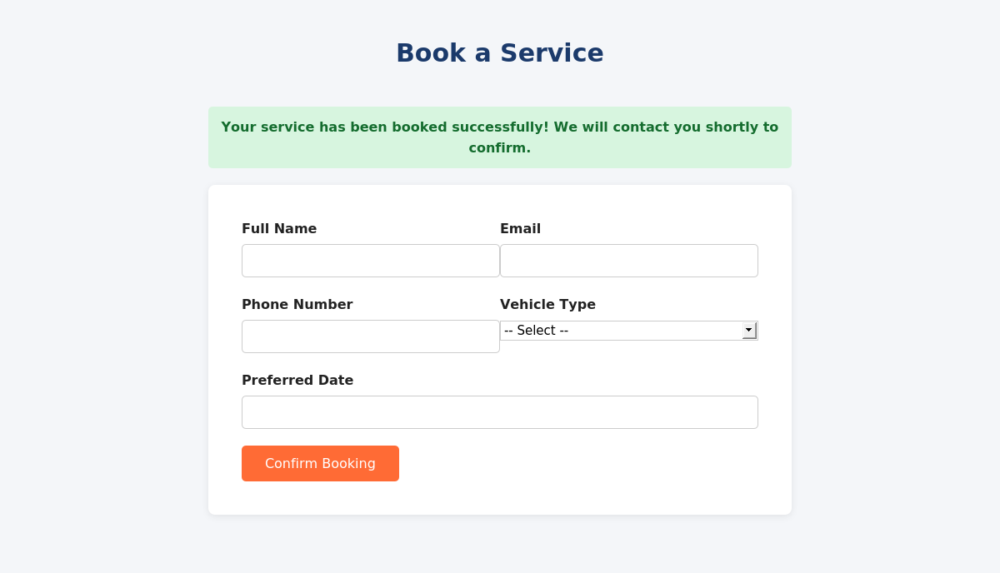 Book a Service
Your service has been booked successfully! We will contact you shortly to
confirm.
Full Name
Email
Phone Number
Vehicle Type
-- Select --
Preferred Date
Confirm Booking